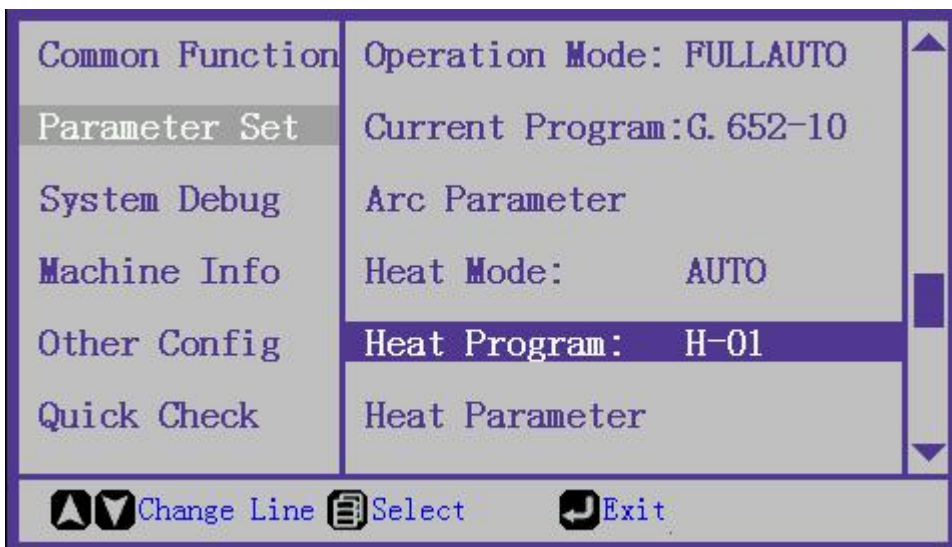 Common Function
Parameter Set
System Debug
Machine Info
Other Config
Quick Check
Operation Mode: FULLAUTO
Current Program:G.652-10
Arc Parameter
Heat Mode: AUTO
Heat Program: H-01
Heat Parameter
Change Line Select Exit